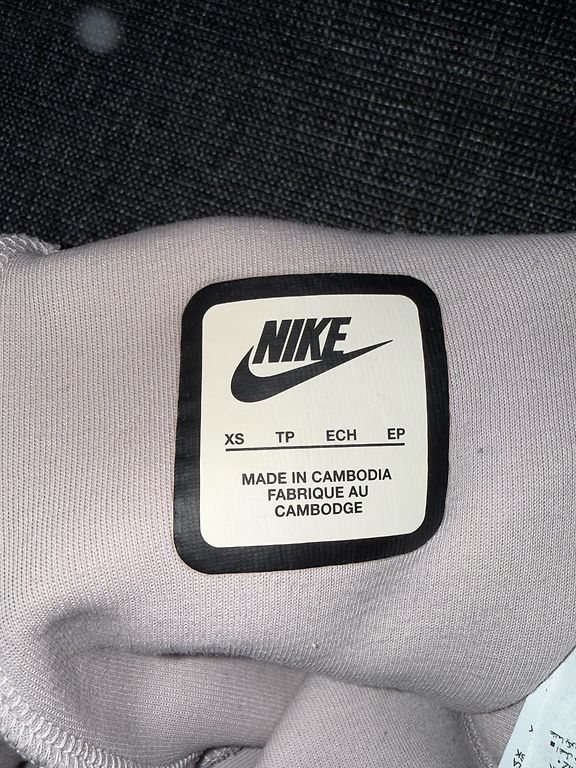 NIKE
XS TP ECH EP
MADE IN CAMBODIA
FABRIQUE AU
CAMBODGE